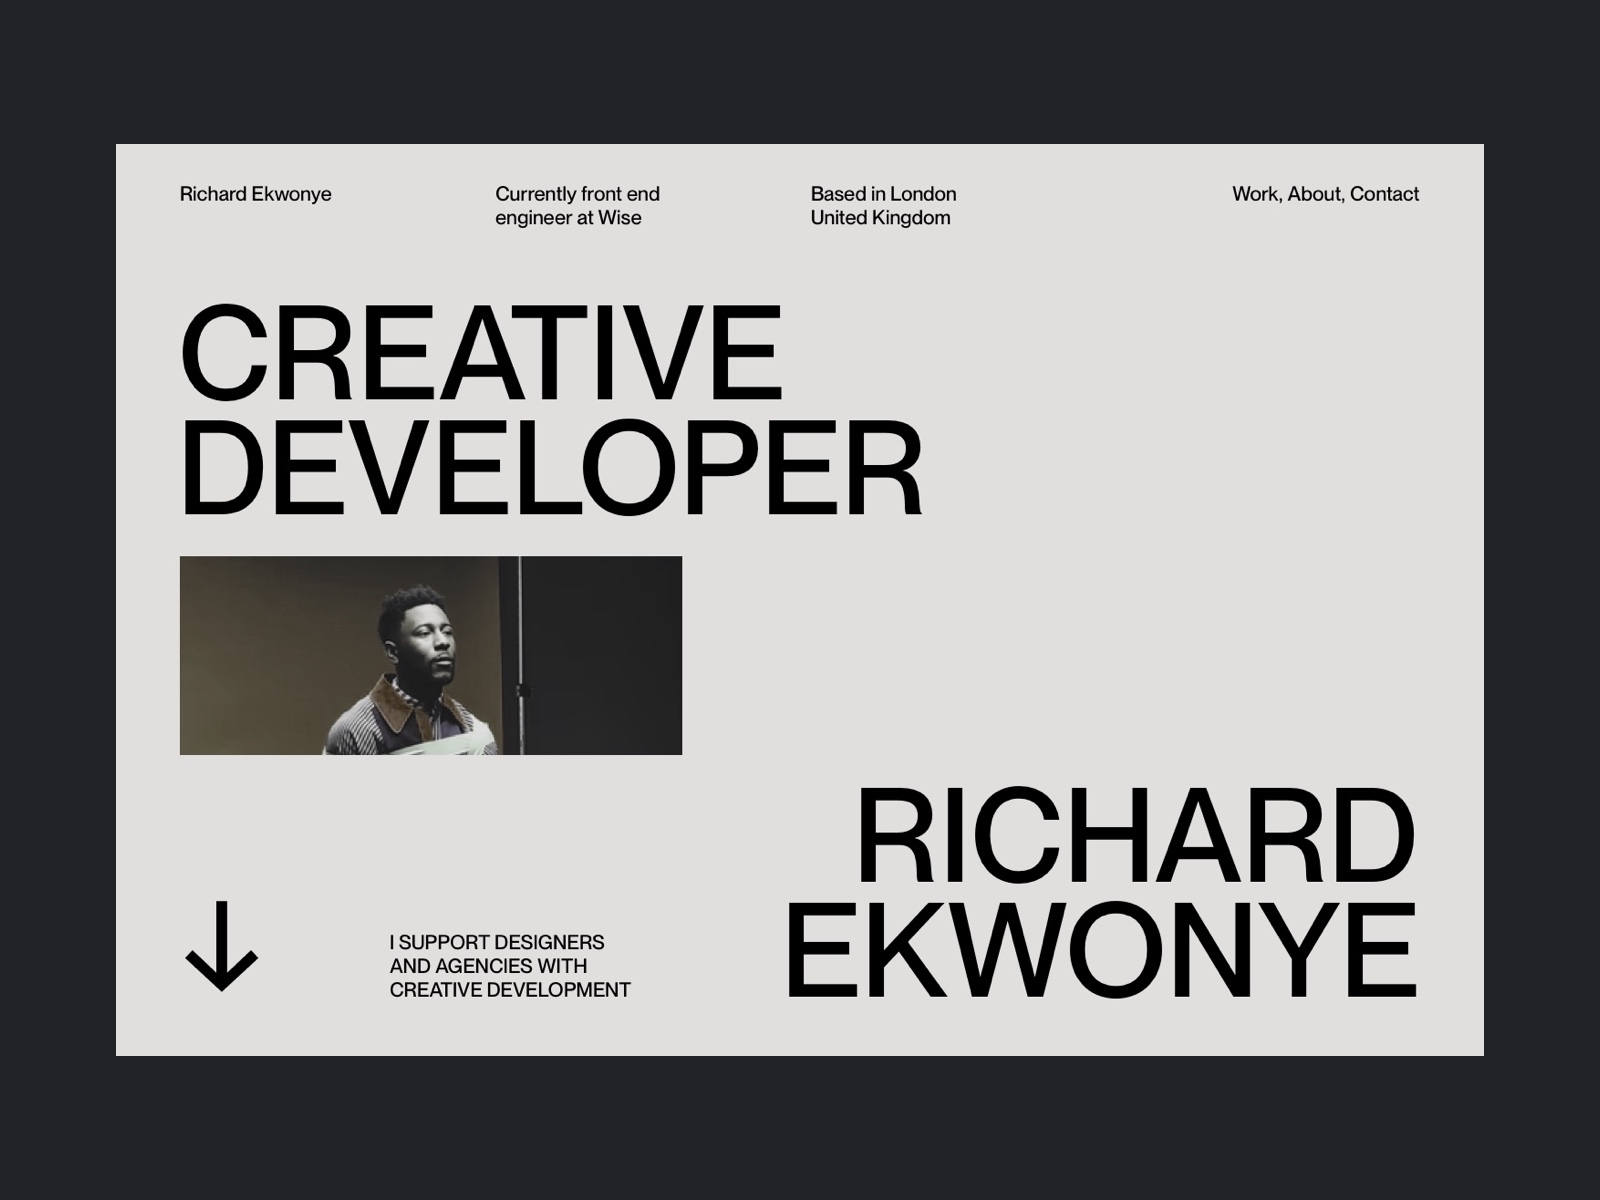 Richard Ekwonye
Currently front end
engineer at Wise
Based in London
United Kingdom
Work, About, Contact
CREATIVE
DEVELOPER
RICHARD
EKWONYE
I SUPPORT DESIGNERS
AND AGENCIES WITH
CREATIVE DEVELOPMENT